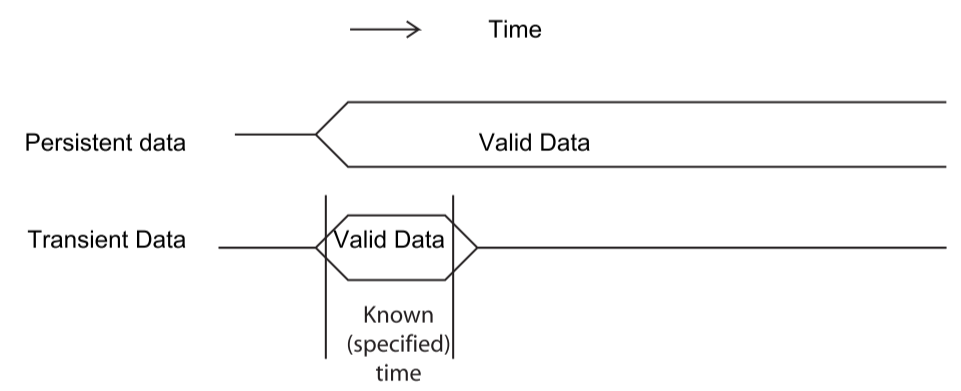 Time
Persistent data
Valid Data
Transient Data
Valid Data
Known
(specified)
time